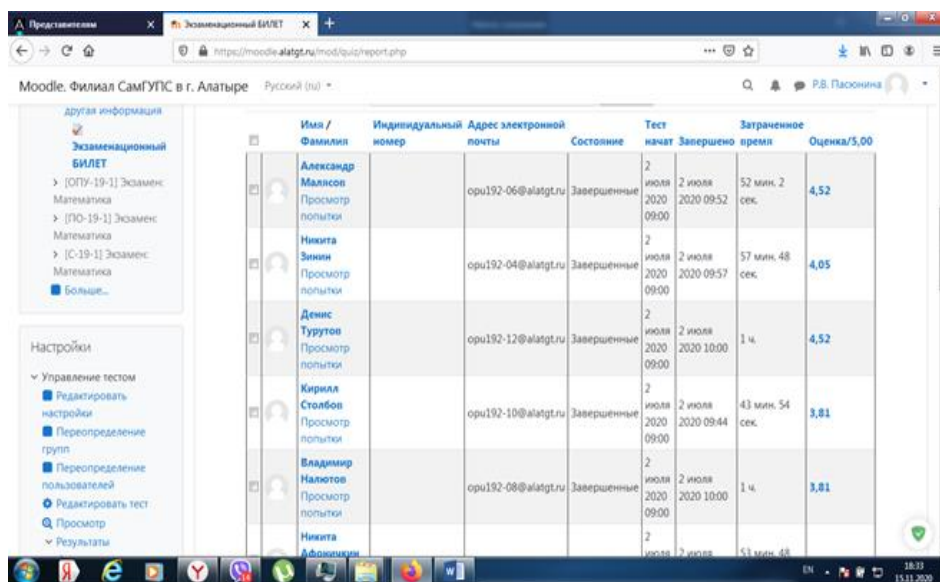 Представителям
Экзаменационный БИЛЕТ
https://moodle.alatgt.ru/mod/quiz/report.php
Moodle. Филиал СамГУПС в г. Алатыре
Русский (ru)
Р.В. Пасюнина
другая информация
Экзаменационный
БИЛЕТ
[ОПУ-19-1] Экзамен:
Математика
[ПО-19-1] Экзамен:
Математика
[С-19-1] Экзамен:
Математика
Больше...
Настройки
Управление тестом
Редактировать
настройки
Переопределение
групп
Переопределение
пользователей
Редактировать тест
Просмотр
Результаты
Имя / Фамилия Индивидуальный номер Адрес электронной почты Состояние Тест начат Завершено Затраченное время Оценка/5,00
Александр Малясов Просмотр попытки opu192-06@alatgt.ru Завершенные 2 июля 2020 09:00 2 июля 2020 09:52 52 мин. 2 сек. 4,52
Никита Зинин Просмотр попытки opu192-04@alatgt.ru Завершенные 2 июля 2020 09:00 2 июля 2020 09:57 57 мин. 48 сек. 4,05
Денис Турутов Просмотр попытки opu192-12@alatgt.ru Завершенные 2 июля 2020 09:00 2 июля 2020 10:00 1 ч. 4,52
Кирилл Столбов Просмотр попытки opu192-10@alatgt.ru Завершенные 2 июля 2020 09:00 2 июля 2020 09:44 43 мин. 54 сек. 3,81
Владимир Налютов Просмотр попытки opu192-08@alatgt.ru Завершенные 2 июля 2020 09:00 2 июля 2020 10:00 1 ч. 3,81
Никита Афоничкин 2 июля 2 июля 53 мин. 48
EN
18:33
15.11.2020